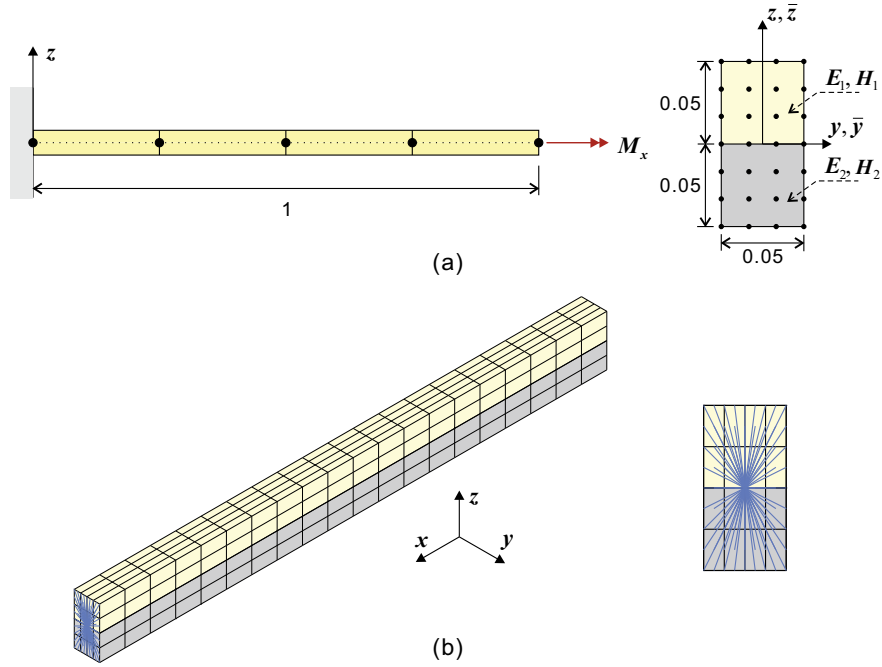 z
M_x
1
z, z̄
E_1, H_1
0.05
y, ȳ
E_2, H_2
0.05
0.05
(a)
z
x
y
(b)